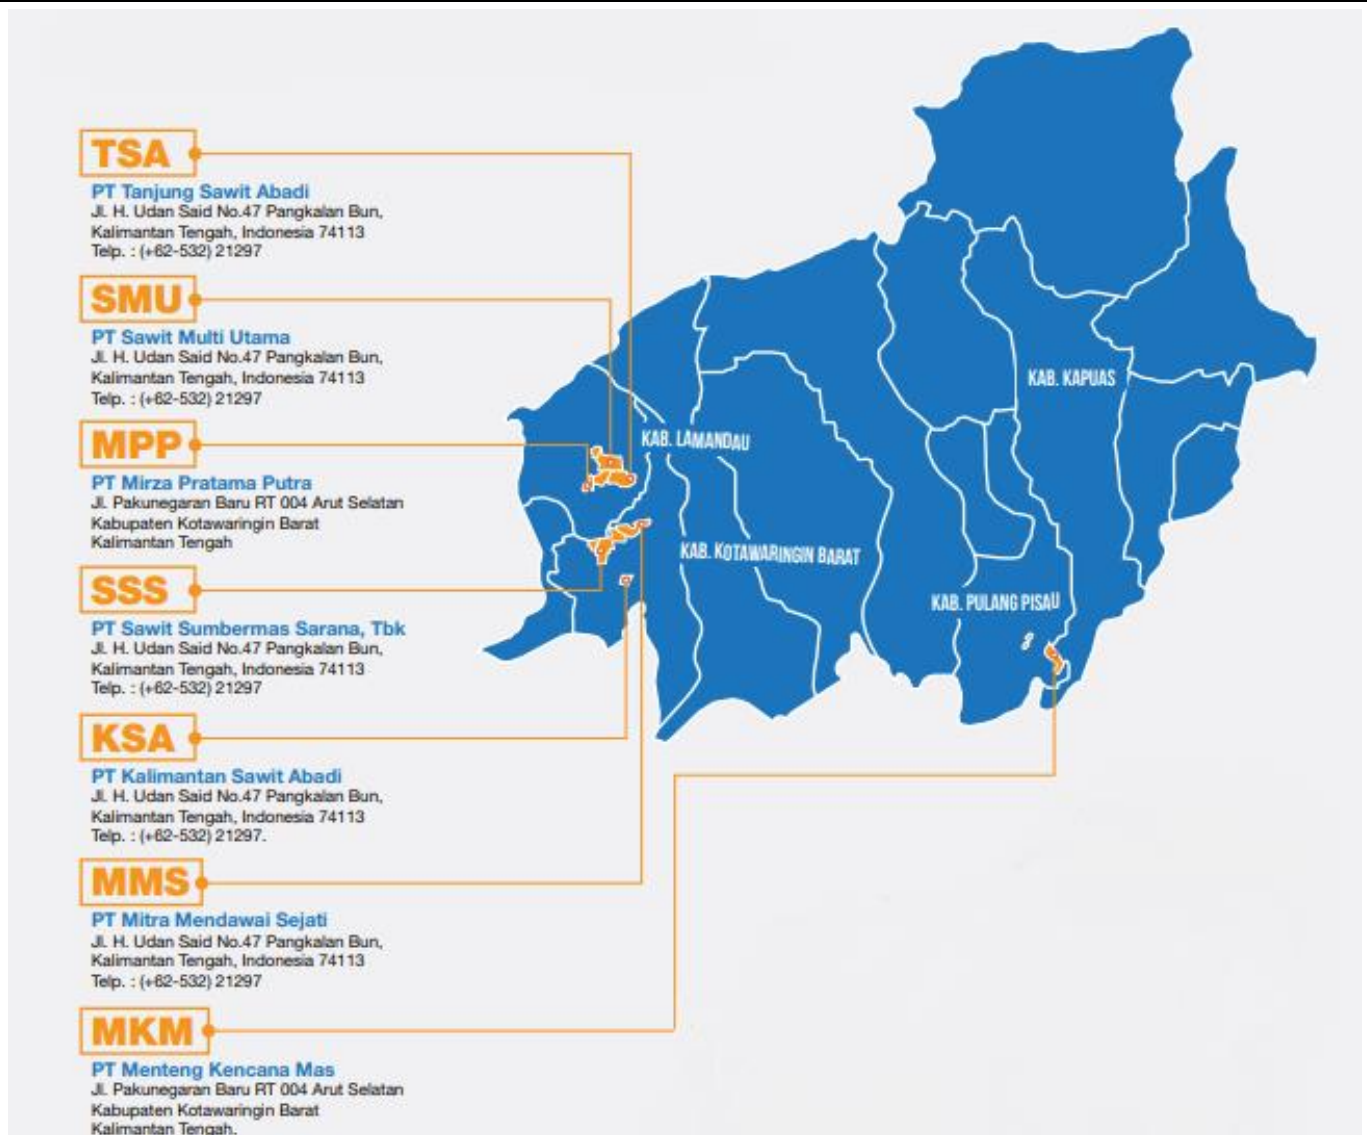 TSA
PT Tanjung Sawit Abadi
Jl. H. Udan Said No.47 Pangkalan Bun,
Kalimantan Tengah, Indonesia 74113
Telp. : (+62-532) 21297
SMU
PT Sawit Multi Utama
Jl. H. Udan Said No.47 Pangkalan Bun,
Kalimantan Tengah, Indonesia 74113
Telp. : (+62-532) 21297
MPP
PT Mirza Pratama Putra
Jl. Pakunegaran Baru RT 004 Arut Selatan
Kabupaten Kotawaringin Barat
Kalimantan Tengah
SSS
PT Sawit Sumbermas Sarana, Tbk
Jl. H. Udan Said No.47 Pangkalan Bun,
Kalimantan Tengah, Indonesia 74113
Telp. : (+62-532) 21297
KSA
PT Kalimantan Sawit Abadi
Jl. H. Udan Said No.47 Pangkalan Bun,
Kalimantan Tengah, Indonesia 74113
Telp. : (+62-532) 21297.
MMS
PT Mitra Mendawai Sejati
Jl. H. Udan Said No.47 Pangkalan Bun,
Kalimantan Tengah, Indonesia 74113
Telp. : (+62-532) 21297
MKM
PT Menteng Kencana Mas
Jl. Pakunegaran Baru RT 004 Arut Selatan
Kabupaten Kotawaringin Barat
Kalimantan Tengah.
KAB. KAPUAS
KAB. LAMANDAU
KAB. KOTAWARINGIN BARAT
KAB. PULANG PISAU